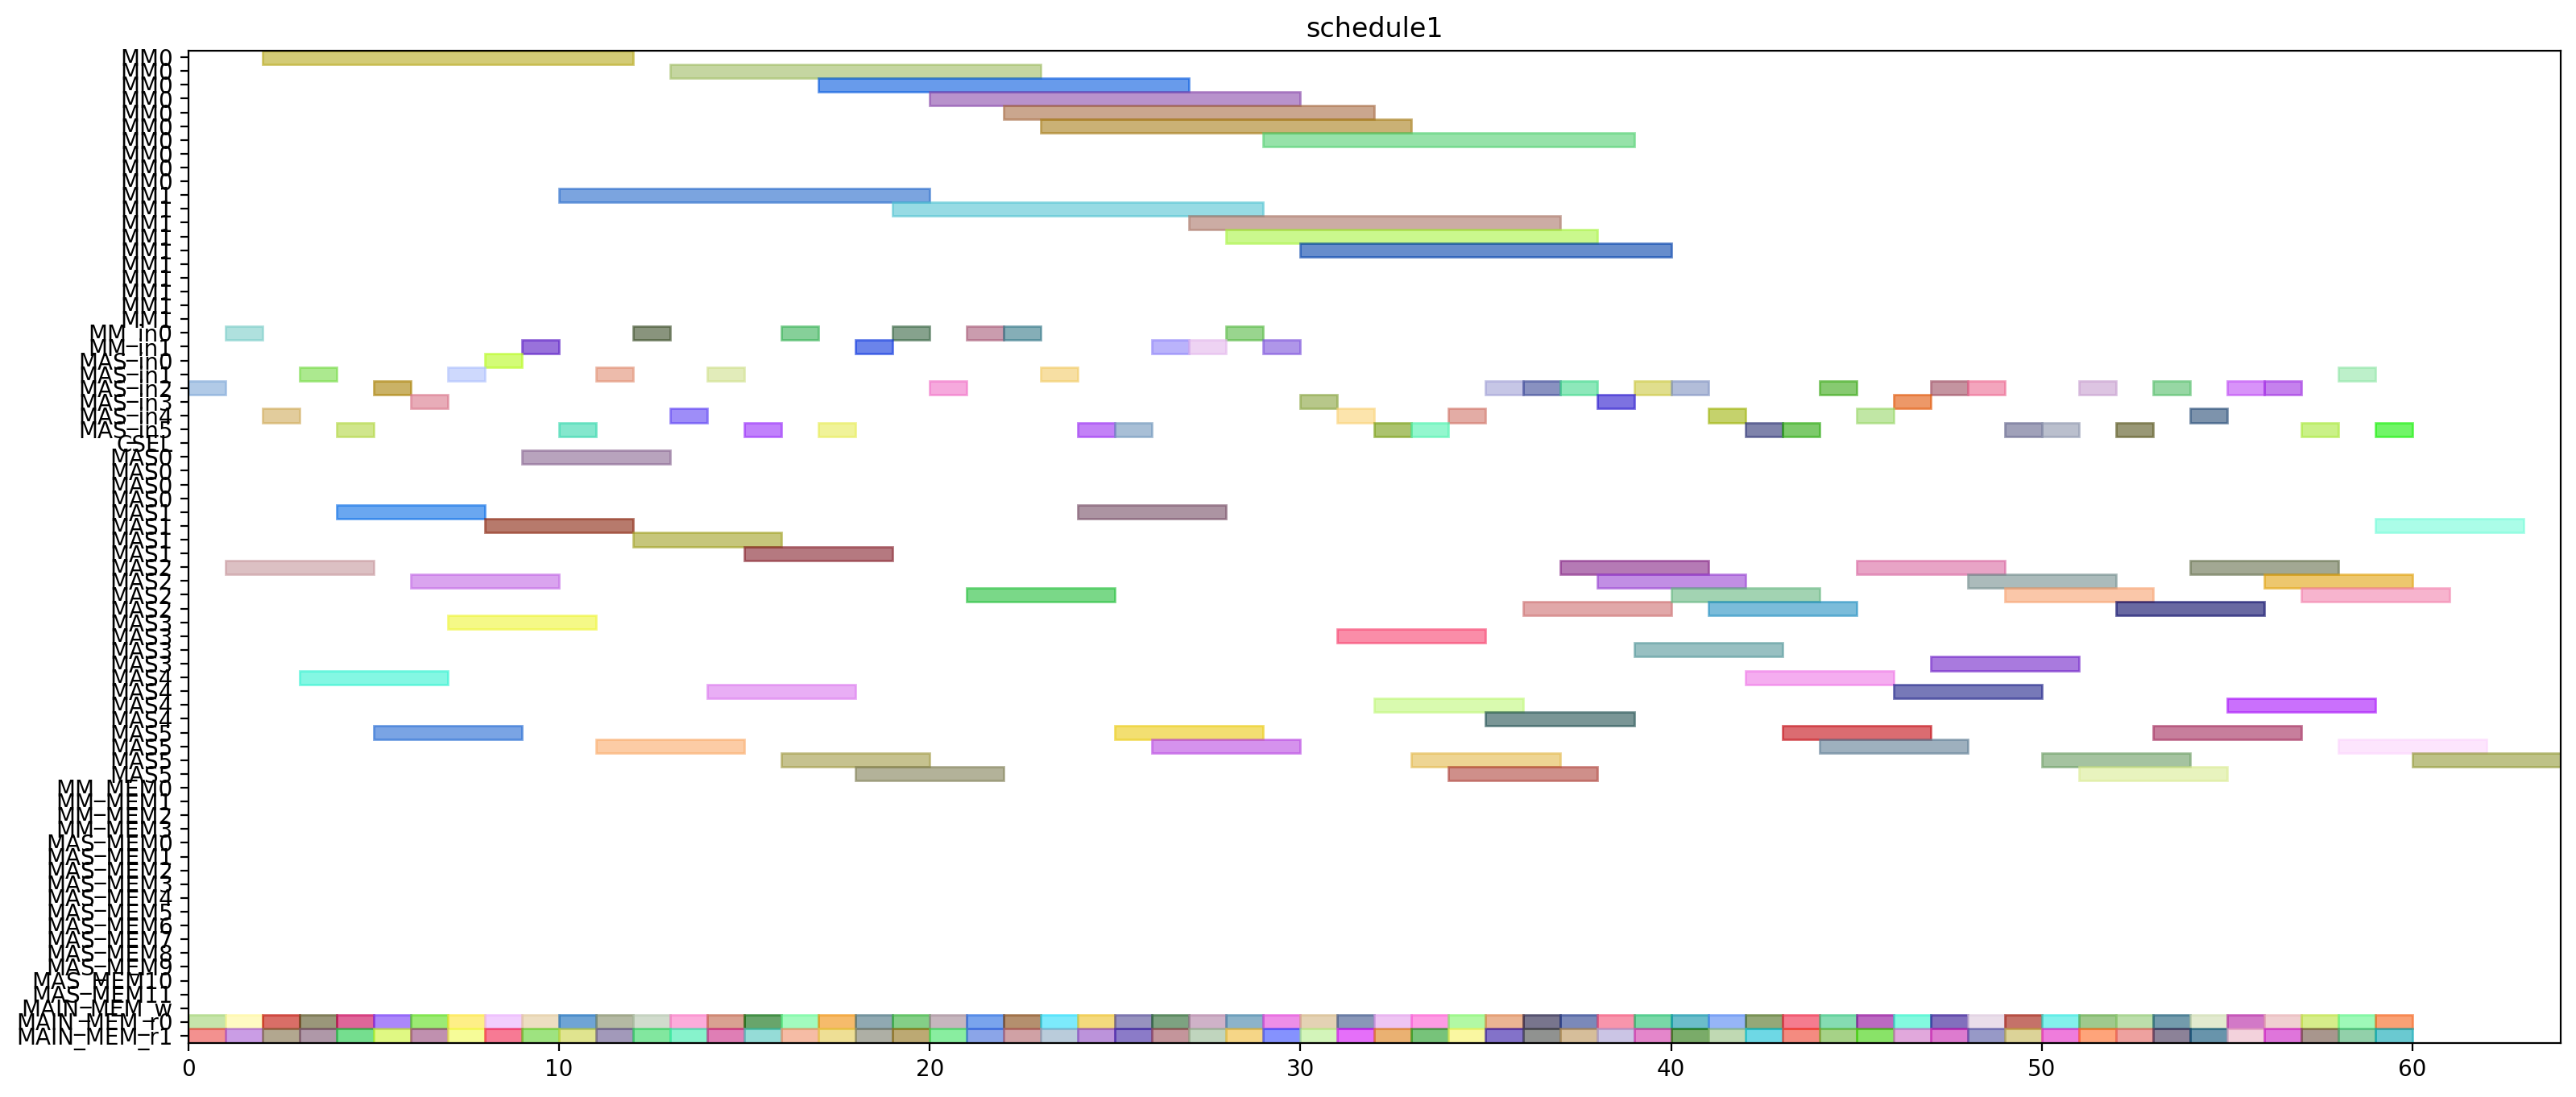 schedule1
MM0
MM0
MM0
MM0
MM0
MM0
MM0
MM0
MM0
MM0
MM1
MM1
MM1
MM1
MM1
MM1
MM1
MM1
MM1
MM1
MM_in0
MM_in1
MAS_in0
MAS_in1
MAS_in2
MAS_in3
MAS_in4
MAS_in5
CSEL
MAS0
MAS0
MAS0
MAS0
MAS1
MAS1
MAS1
MAS1
MAS2
MAS2
MAS2
MAS2
MAS3
MAS3
MAS3
MAS3
MAS4
MAS4
MAS4
MAS4
MAS5
MAS5
MAS5
MAS5
MM_MEM0
MM_MEM1
MM_MEM2
MM_MEM3
MAS_MEM0
MAS_MEM1
MAS_MEM2
MAS_MEM3
MAS_MEM4
MAS_MEM5
MAS_MEM6
MAS_MEM7
MAS_MEM8
MAS_MEM9
MAS_MEM10
MAS_MEM11
MAIN_MEM_w
MAIN_MEM_r0
MAIN_MEM_r1
0 10 20 30 40 50 60